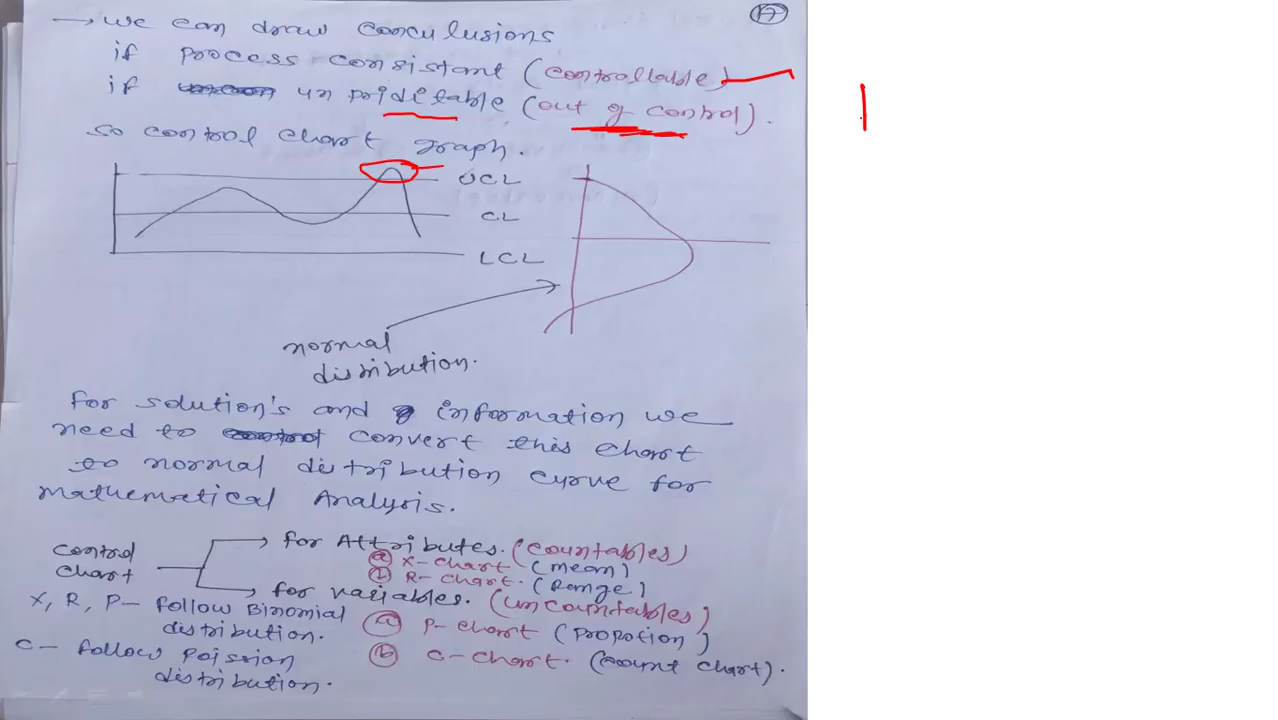 17
→ we can draw conculusions
if process consistant (controllable)
if un pridictable (out of control).
so control chart graph.
UCL
CL
LCL
normal
distribution.
for solution's and information we
need to convert this chart
to normal distribution curve for
mathematical Analysis.
control
chart
for Attributes. (countables)
(a) X-chart (mean)
(b) R-chart. (Range)
for variables. (uncountables)
(a) P-chart (propotion)
(b) C-chart. (count chart).
X, R, P- follow Binomial
distribution.
C- follow poission
distribution.